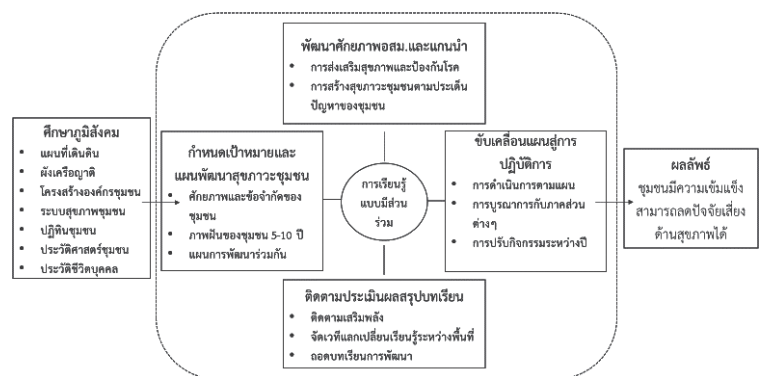 พัฒนาศักยภาพอสม.และแกนนำ
• การส่งเสริมสุขภาพและป้องกันโรค
• การสร้างสุขภาวะชุมชนตามประเด็น
ปัญหาของชุมชน
ศึกษาภูมิสังคม
• แผนที่เดินดิน
• ผังเครือญาติ
• โครงสร้างองค์กรชุมชน
• ระบบสุขภาพชุมชน
• ปฏิทินชุมชน
• ประวัติศาสตร์ชุมชน
• ประวัติชีวิตบุคคล
กำหนดเป้าหมายและ
แผนพัฒนาสุขภาวะชุมชน
• ศักยภาพและข้อจำกัดของ
ชุมชน
• ภาพฝันของชุมชน 5-10 ปี
• แผนการพัฒนาร่วมกัน
การเรียนรู้
แบบมีส่วน
ร่วม
ขับเคลื่อนแผนสู่การ
ปฏิบัติการ
• การดำเนินการตามแผน
• การบูรณาการกับภาคส่วน
ต่างๆ
• การปรับกิจกรรมระหว่างปี
ผลลัพธ์
ชุมชนมีความเข้มแข็ง
สามารถลดปัจจัยเสี่ยง
ด้านสุขภาพได้
ติดตามประเมินผลสรุปบทเรียน
• ติดตามเสริมพลัง
• จัดเวทีแลกเปลี่ยนเรียนรู้ระหว่างพื้นที่
• ถอดบทเรียนการพัฒนา